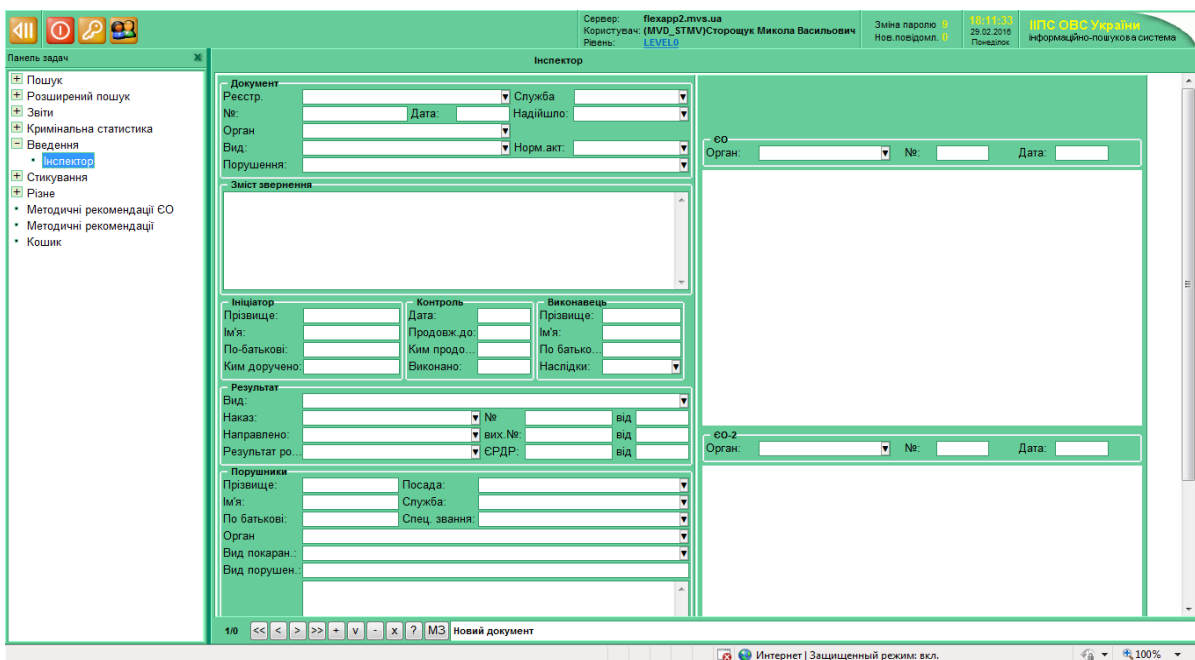 Сервер: flexapp2.mvs.ua
Користувач: (MVD_STMV)Сторощук Микола Васильович
Рівень: LEVEL0
Зміна паролю 9
Нов.повідомл. 0
18:11:33
29.02.2016
Понеділок
ІІПС ОВС України
інформаційно-пошукова система
Панель задач
Інспектор
Пошук
Розширений пошук
Звіти
Кримінальна статистика
Введення
Інспектор
Стикування
Різне
Методичні рекомендації ЄО
Методичні рекомендації
Кошик
Документ
Реєстр. Служба
№: Дата: Надійшло:
Орган
Вид: Норм.акт:
Порушення:
Зміст звернення
Ініціатор
Прізвище:
Ім'я:
По-батькові:
Ким доручено:
Контроль
Дата:
Продовж.до:
Ким продо...
Виконано:
Виконавець
Прізвище:
Ім'я:
По батько...
Наслідки:
Результат
Вид:
Наказ: № від
Направлено: вих.№: від
Результат ро... ЄРДР: від
Порушники
Прізвище: Посада:
Ім'я: Служба:
По батькові: Спец. звання:
Орган
Вид покаран.:
Вид порушен.:
ЄО
Орган: №: Дата:
ЄО-2
Орган: №: Дата:
1/0 << < > >> + v - x ? МЗ Новий документ
Интернет | Защищенный режим: вкл. 100%